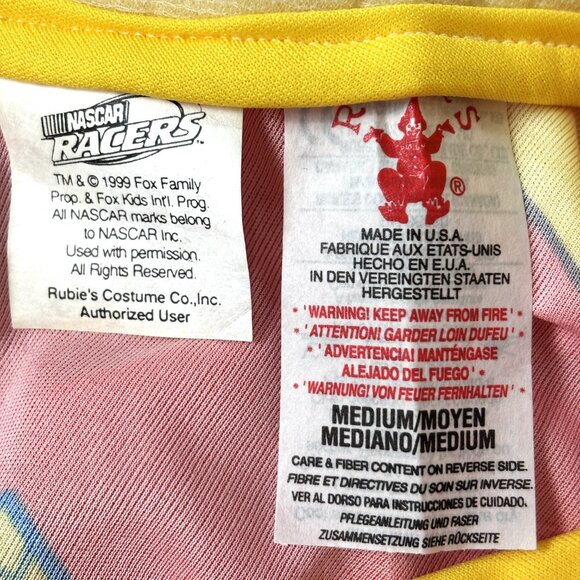 NASCAR
RACERS
TM & © 1999 Fox Family
Prop. & Fox Kids Int'l. Prog.
All NASCAR marks belong
to NASCAR Inc.
Used with permission.
All Rights Reserved.
Rubie's Costume Co.,Inc.
Authorized User
R S
®
MADE IN U.S.A.
FABRIQUE AUX ETATS-UNIS
HECHO EN E.U.A.
IN DEN VEREINGTEN STAATEN
HERGESTELLT
* 'WARNING! KEEP AWAY FROM FIRE' *
* 'ATTENTION! GARDER LOIN DUFEU' *
* 'ADVERTENCIA! MANTÉNGASE
ALEJADO DEL FUEGO' *
* 'WARNUNG! VON FEUER FERNHALTEN' *
MEDIUM/MOYEN
MEDIANO/MEDIUM
CARE & FIBER CONTENT ON REVERSE SIDE.
FIBRE ET DIRECTIVES DU SOIN SUR INVERSE.
VER AL DORSO PARA INSTRUCCIONES DE CUIDADO.
PFLEGEANLEITUNG UND FASER
ZUSAMMENSETZUNG SIEHE RÜCKSEITE